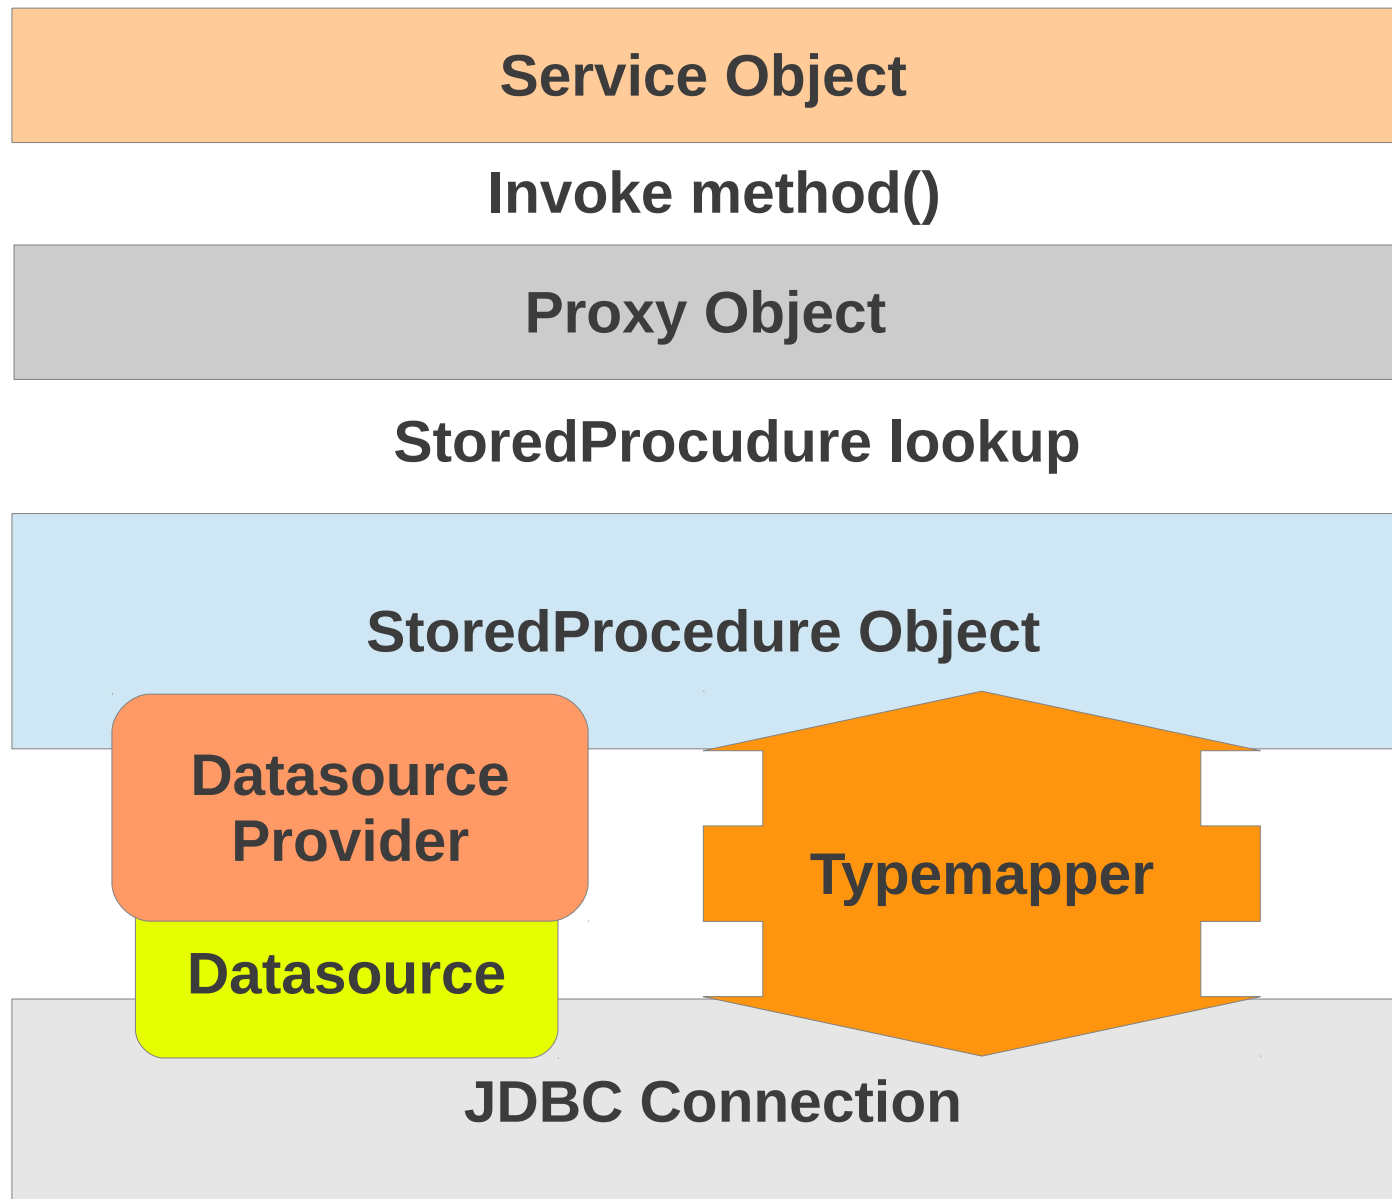 Service Object
Invoke method()
Proxy Object
StoredProcudure lookup
StoredProcedure Object
Datasource
Provider
Typemapper
Datasource
JDBC Connection